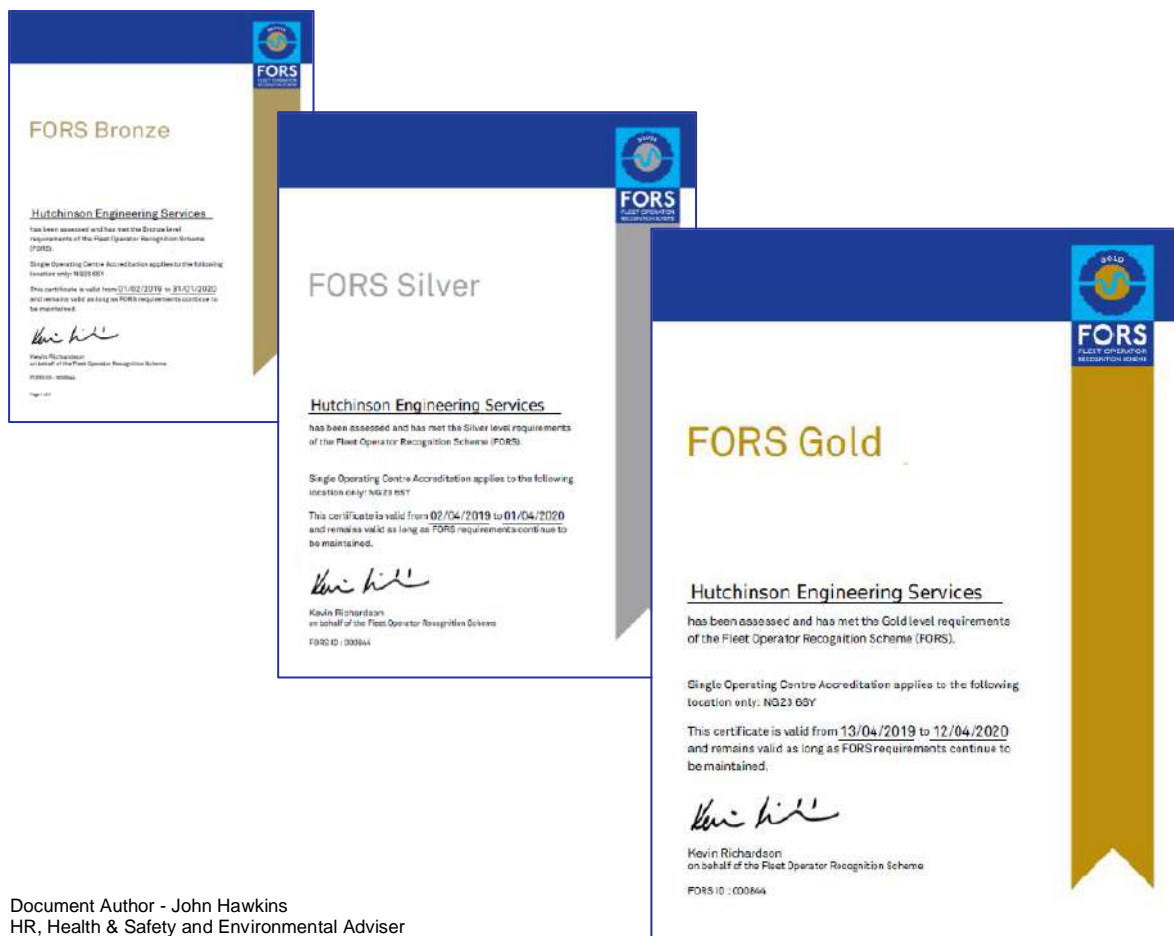 FORS
FLEET OPERATOR
RECOGNITION SCHEME
FORS Bronze
Hutchinson Engineering Services
has been assessed and has met the Bronze level
requirements of the Fleet Operator Recognition Scheme
(FORS).
Single Operating Centre Accreditation applies to the following
location only: NG23 6SY
This certificate is valid from 01/02/2019 to 31/01/2020
and remains valid as long as FORS requirements continue to
be maintained.
Kevin Richardson
on behalf of the Fleet Operator Recognition Scheme
FORS ID : 000844
SILVER
FORS
FLEET OPERATOR
RECOGNITION SCHEME
FORS Silver
Hutchinson Engineering Services
has been assessed and has met the Silver level requirements
of the Fleet Operator Recognition Scheme (FORS).
Single Operating Centre Accreditation applies to the following
location only: NG23 6SY
This certificate is valid from 02/04/2019 to 01/04/2020
and remains valid as long as FORS requirements continue to
be maintained.
Kevin Richardson
on behalf of the Fleet Operator Recognition Scheme
FORS ID : 000844
GOLD
FORS
FLEET OPERATOR
RECOGNITION SCHEME
FORS Gold
Hutchinson Engineering Services
has been assessed and has met the Gold level requirements
of the Fleet Operator Recognition Scheme (FORS).
Single Operating Centre Accreditation applies to the following
location only: NG23 6SY
This certificate is valid from 13/04/2019 to 12/04/2020
and remains valid as long as FORS requirements continue to
be maintained.
Kevin Richardson
on behalf of the Fleet Operator Recognition Scheme
FORS ID : 000844
Document Author - John Hawkins
HR, Health & Safety and Environmental Adviser